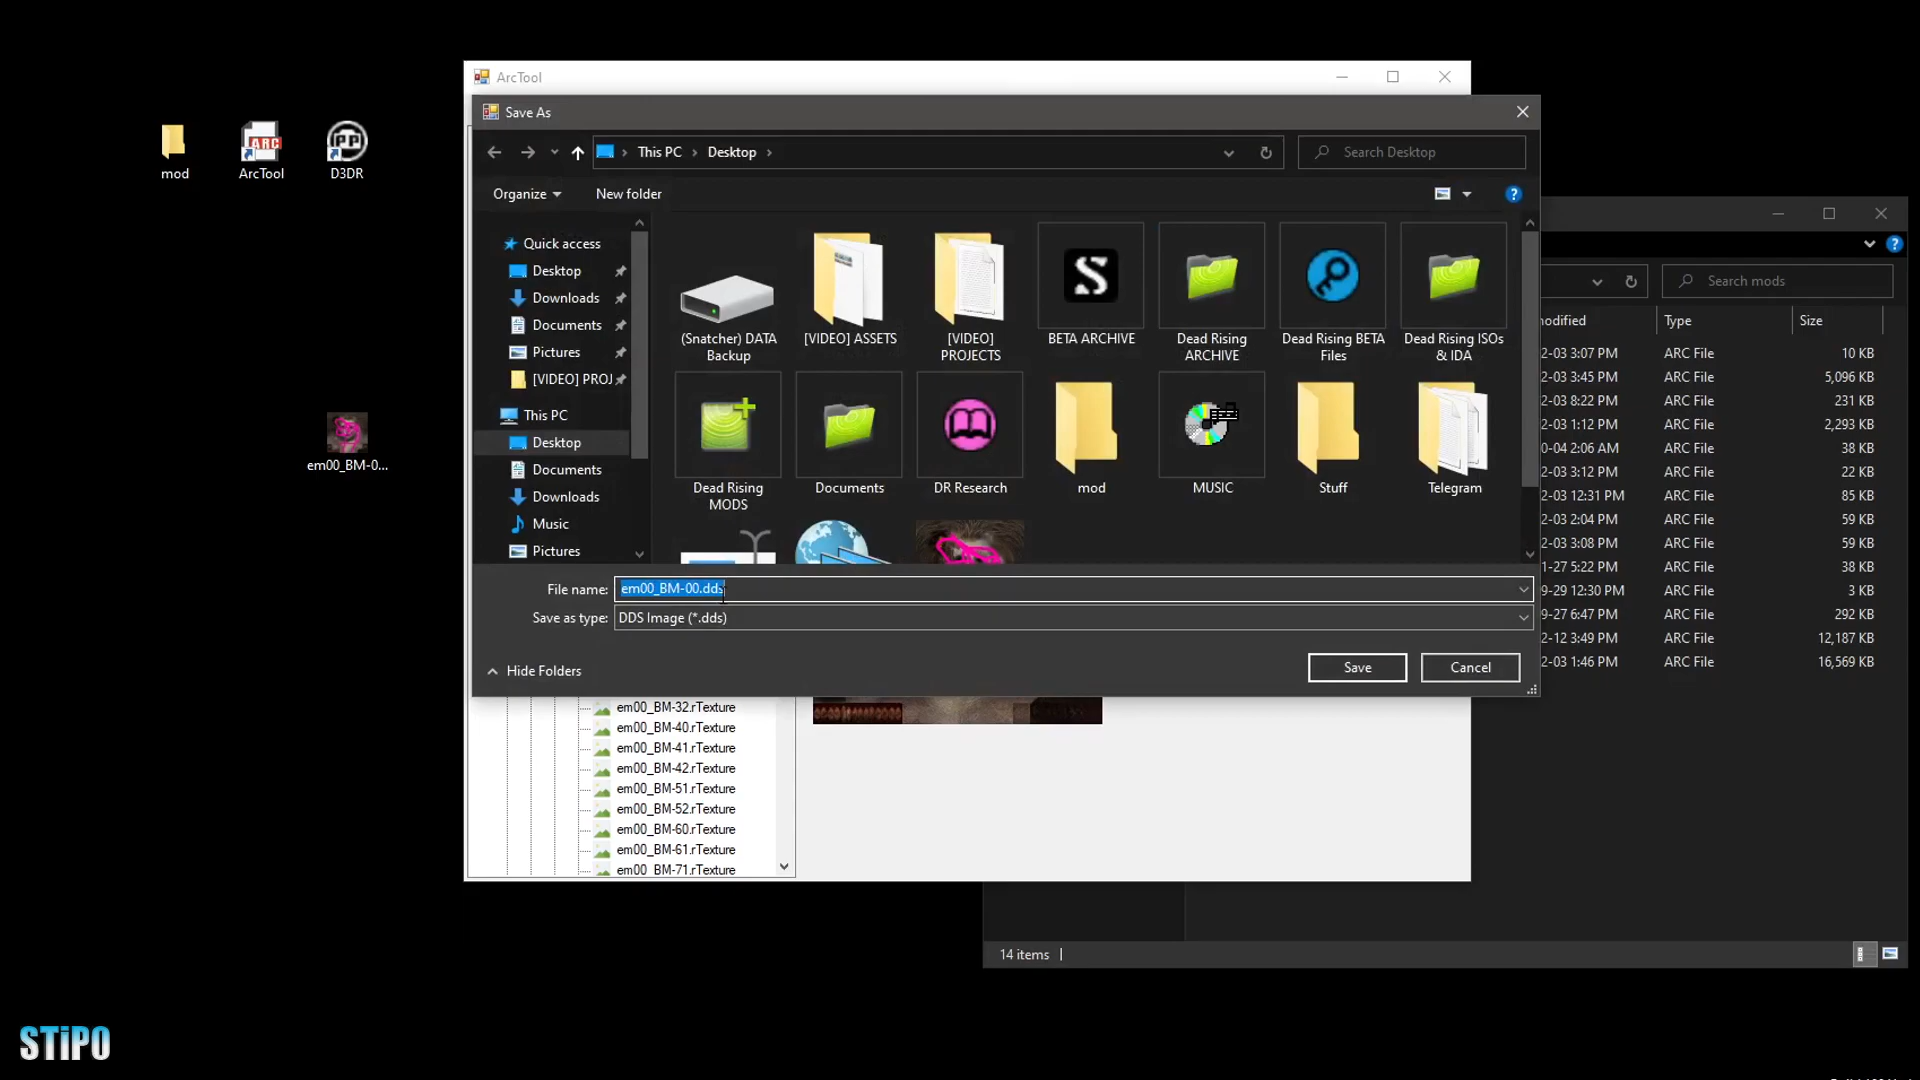 ArcTool
Save As
mod
ArcTool
D3DR
em00_BM-0...
This PC
Desktop
Search Desktop
Organize
New folder
Quick access
Desktop
Downloads
Documents
Pictures
[VIDEO] PROJ
This PC
Desktop
Documents
Downloads
Music
Pictures
(Snatcher) DATA
Backup
[VIDEO] ASSETS
[VIDEO]
PROJECTS
BETA ARCHIVE
Dead Rising
ARCHIVE
Dead Rising BETA
Files
Dead Rising ISOs
& IDA
Dead Rising
MODS
Documents
DR Research
mod
MUSIC
Stuff
Telegram
File name:
em00_BM-00.dds
Save as type:
DDS Image (*.dds)
Hide Folders
Save
Cancel
em00_BM-32.rTexture
em00_BM-40.rTexture
em00_BM-41.rTexture
em00_BM-42.rTexture
em00_BM-51.rTexture
em00_BM-52.rTexture
em00_BM-60.rTexture
em00_BM-61.rTexture
em00_BM-71.rTexture
Search mods
modified Type Size
2-03 3:07 PM ARC File 10 KB
2-03 3:45 PM ARC File 5,096 KB
2-03 8:22 PM ARC File 231 KB
2-03 1:12 PM ARC File 2,293 KB
0-04 2:06 AM ARC File 38 KB
2-03 3:12 PM ARC File 22 KB
2-03 12:31 PM ARC File 85 KB
2-03 2:04 PM ARC File 59 KB
2-03 3:08 PM ARC File 59 KB
1-27 5:22 PM ARC File 38 KB
9-29 12:30 PM ARC File 3 KB
9-27 6:47 PM ARC File 292 KB
2-12 3:49 PM ARC File 12,187 KB
2-03 1:46 PM ARC File 16,569 KB
14 items
STiPO